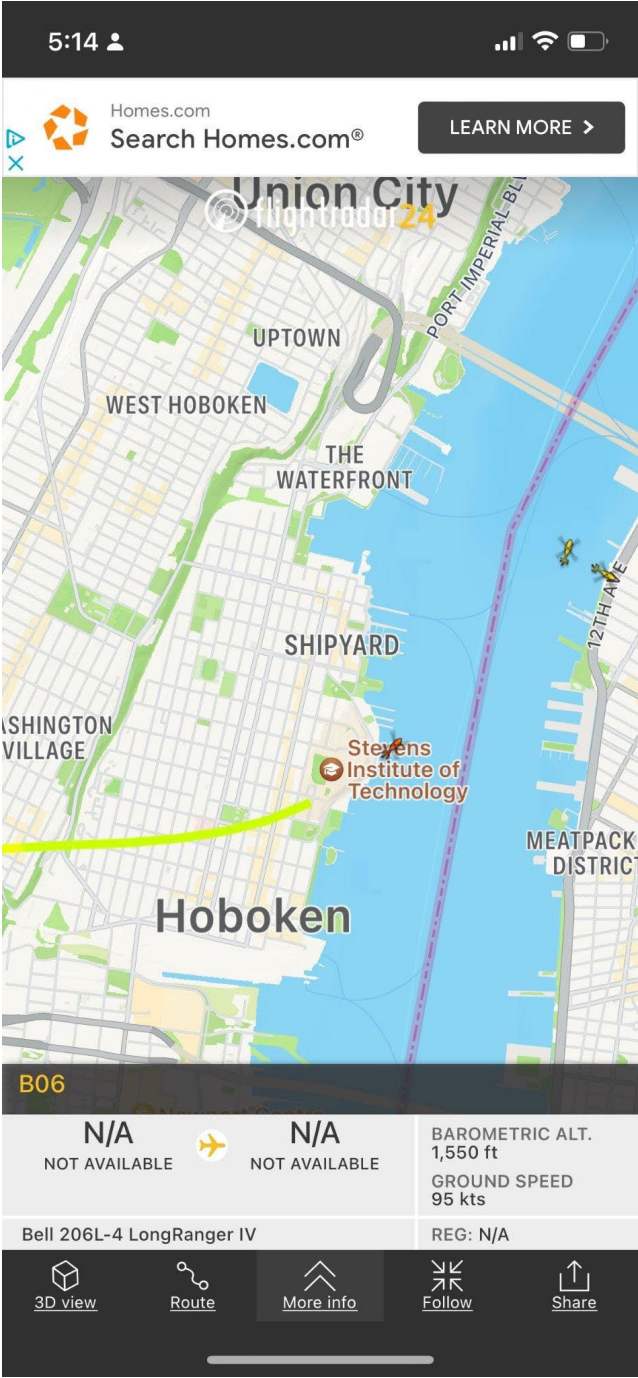 5:14
Homes.com
Search Homes.com®
LEARN MORE >
Union City
flightradar24
PORT IMPERIAL BL
UPTOWN
WEST HOBOKEN
THE
WATERFRONT
12TH AVE
SHIPYARD
ASHINGTON
VILLAGE
Stevens
Institute of
Technology
MEATPACK
DISTRICT
Hoboken
B06
Newport Centre
N/A
NOT AVAILABLE
N/A
NOT AVAILABLE
BAROMETRIC ALT.
1,550 ft
GROUND SPEED
95 kts
Bell 206L-4 LongRanger IV
REG: N/A
3D view
Route
More info
Follow
Share